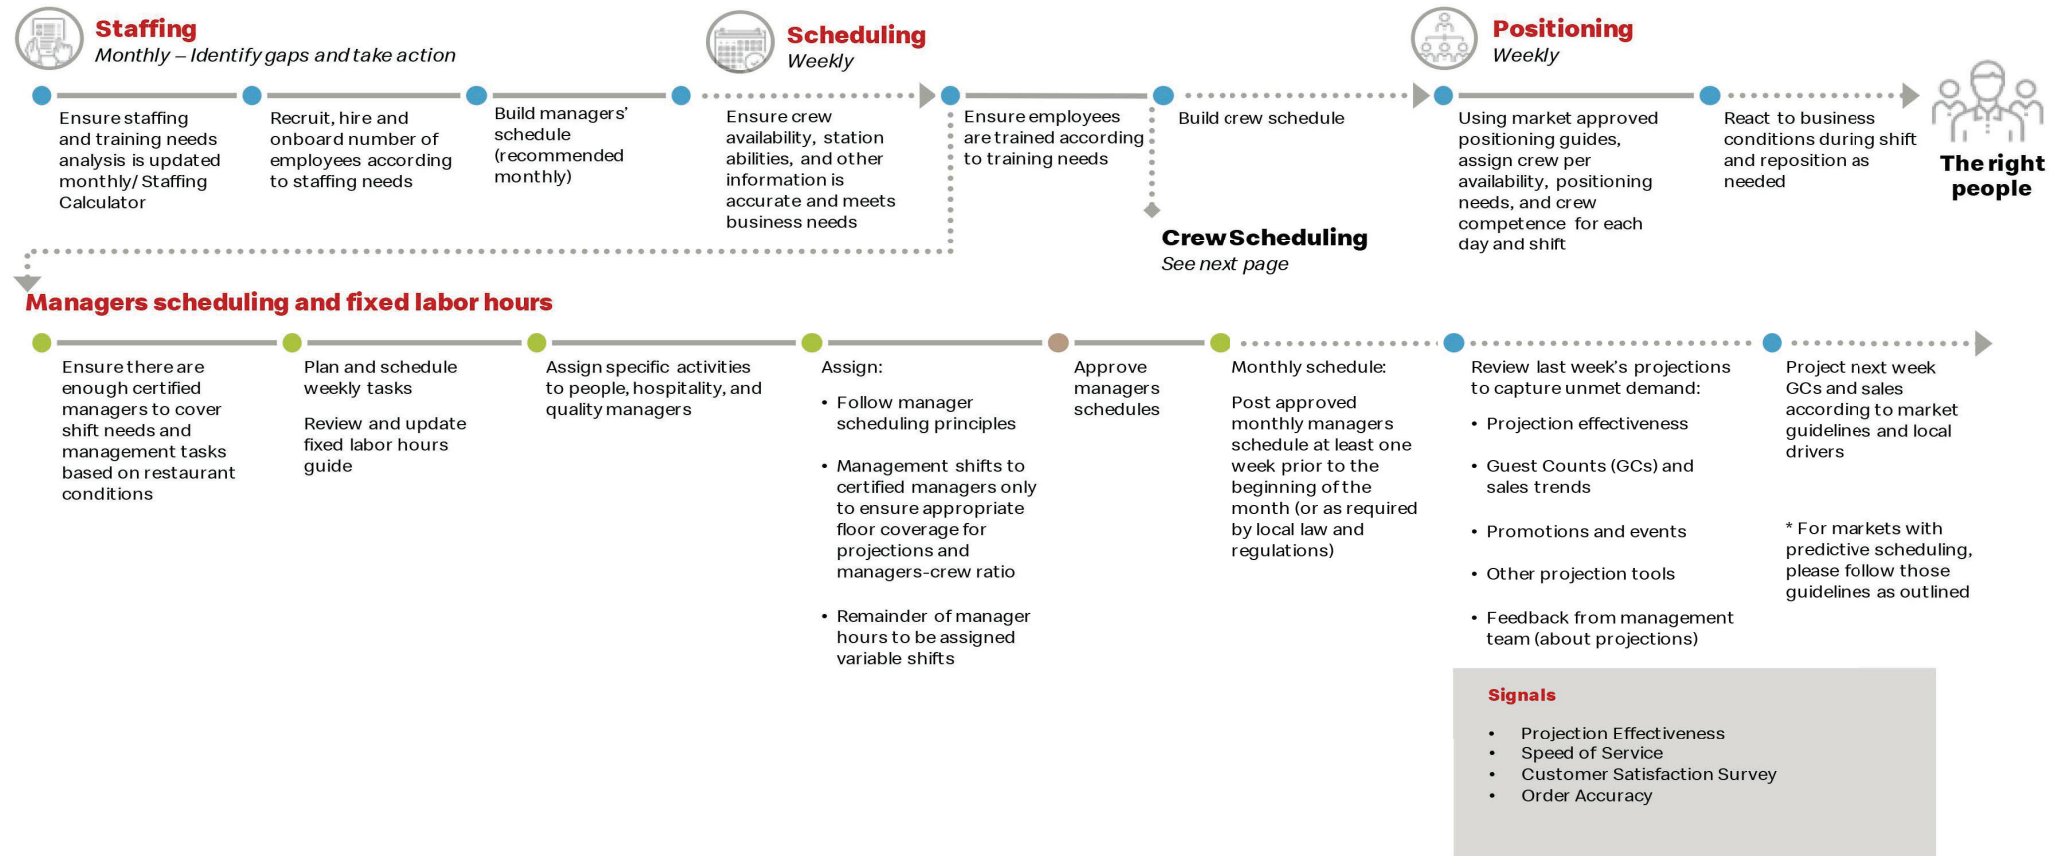 Staffing
Monthly – Identify gaps and take action
Ensure staffing
and training needs
analysis is updated
monthly/ Staffing
Calculator
Recruit, hire and
onboard number of
employees according
to staffing needs
Build managers'
schedule
(recommended
monthly)
Scheduling
Weekly
Ensure crew
availability, station
abilities, and other
information is
accurate and meets
business needs
Ensure employees
are trained according
to training needs
Build crew schedule
Crew Scheduling
See next page
Positioning
Weekly
Using market approved
positioning guides,
assign crew per
availability, positioning
needs, and crew
competence for each
day and shift
React to business
conditions during shift
and reposition as
needed
The right
people
Managers scheduling and fixed labor hours
Ensure there are
enough certified
managers to cover
shift needs and
management tasks
based on restaurant
conditions
Plan and schedule
weekly tasks
Review and update
fixed labor hours
guide
Assign specific activities
to people, hospitality, and
quality managers
Assign:
• Follow manager
scheduling principles
• Management shifts to
certified managers only
to ensure appropriate
floor coverage for
projections and
managers-crew ratio
• Remainder of manager
hours to be assigned
variable shifts
Approve
managers
schedules
Monthly schedule:
Post approved
monthly managers
schedule at least one
week prior to the
beginning of the
month (or as required
by local law and
regulations)
Review last week's projections
to capture unmet demand:
• Projection effectiveness
• Guest Counts (GCs) and
sales trends
• Promotions and events
• Other projection tools
• Feedback from management
team (about projections)
Project next week
GCs and sales
according to market
guidelines and local
drivers
* For markets with
predictive scheduling,
please follow those
guidelines as outlined
Signals
• Projection Effectiveness
• Speed of Service
• Customer Satisfaction Survey
• Order Accuracy